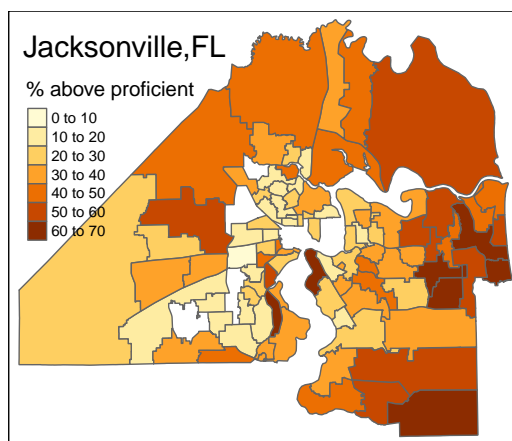 Jacksonville,FL
% above proficient
0 to 10
10 to 20
20 to 30
30 to 40
40 to 50
50 to 60
60 to 70